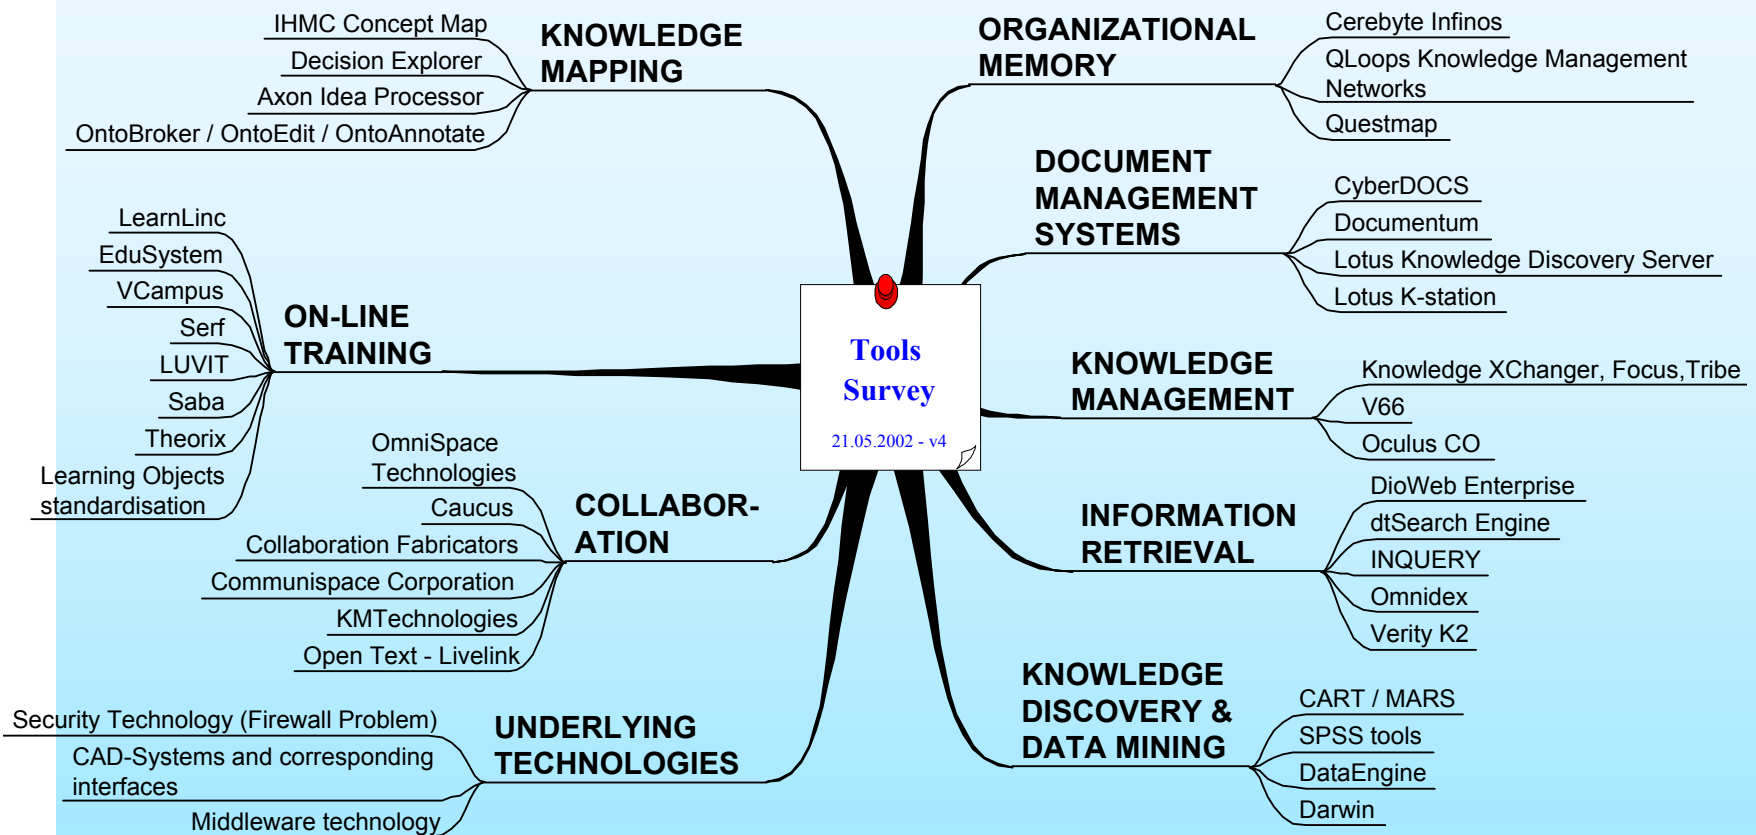 Tools
Survey
21.05.2002 - v4
KNOWLEDGE
MAPPING
IHMC Concept Map
Decision Explorer
Axon Idea Processor
OntoBroker / OntoEdit / OntoAnnotate
ON-LINE
TRAINING
LearnLinc
EduSystem
VCampus
Serf
LUVIT
Saba
Theorix
Learning Objects
standardisation
COLLABOR-
ATION
OmniSpace
Technologies
Caucus
Collaboration Fabricators
Communispace Corporation
KMTechnologies
Open Text - Livelink
UNDERLYING
TECHNOLOGIES
Security Technology (Firewall Problem)
CAD-Systems and corresponding
interfaces
Middleware technology
ORGANIZATIONAL
MEMORY
Cerebyte Infinos
QLoops Knowledge Management
Networks
Questmap
DOCUMENT
MANAGEMENT
SYSTEMS
CyberDOCS
Documentum
Lotus Knowledge Discovery Server
Lotus K-station
KNOWLEDGE
MANAGEMENT
Knowledge XChanger, Focus,Tribe
V66
Oculus CO
INFORMATION
RETRIEVAL
DioWeb Enterprise
dtSearch Engine
INQUERY
Omnidex
Verity K2
KNOWLEDGE
DISCOVERY &
DATA MINING
CART / MARS
SPSS tools
DataEngine
Darwin